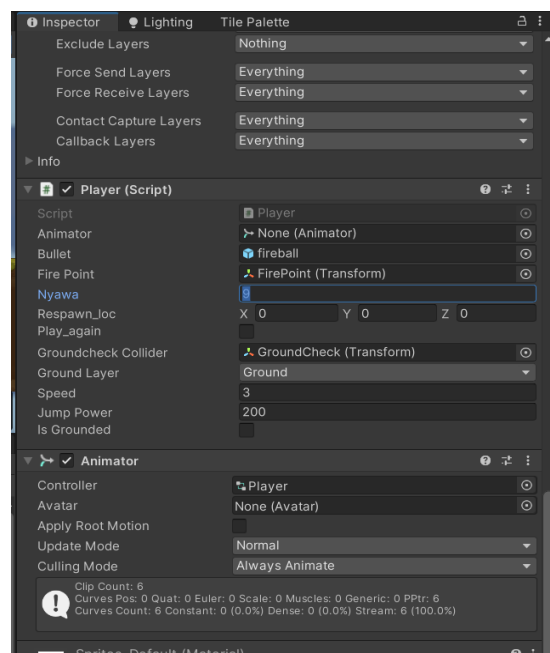 Inspector Lighting Tile Palette
Exclude Layers Nothing
Force Send Layers Everything
Force Receive Layers Everything
Contact Capture Layers Everything
Callback Layers Everything
Info
# Player (Script)
Script Player
Animator None (Animator)
Bullet fireball
Fire Point FirePoint (Transform)
Nyawa 9
Respawn_loc X 0 Y 0 Z 0
Play_again
Groundcheck Collider GroundCheck (Transform)
Ground Layer Ground
Speed 3
Jump Power 200
Is Grounded
Animator
Controller Player
Avatar None (Avatar)
Apply Root Motion
Update Mode Normal
Culling Mode Always Animate
Clip Count: 6
Curves Pos: 0 Quat: 0 Euler: 0 Scale: 0 Muscles: 0 Generic: 0 PPtr: 6
Curves Count: 6 Constant: 0 (0.0%) Dense: 0 (0.0%) Stream: 6 (100.0%)
Sprites-Default (Material)